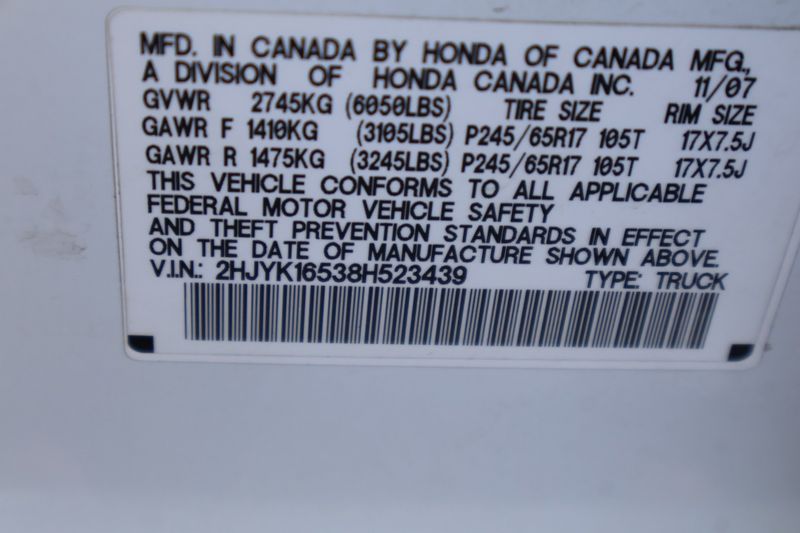 MFD. IN CANADA BY HONDA OF CANADA MFG.,
A DIVISION OF HONDA CANADA INC. 11/07
GVWR 2745KG (6050LBS) TIRE SIZE RIM SIZE
GAWR F 1410KG (3105LBS) P245/65R17 105T 17X7.5J
GAWR R 1475KG (3245LBS) P245/65R17 105T 17X7.5J
THIS VEHICLE CONFORMS TO ALL APPLICABLE
FEDERAL MOTOR VEHICLE SAFETY
AND THEFT PREVENTION STANDARDS IN EFFECT
ON THE DATE OF MANUFACTURE SHOWN ABOVE.
V.I.N.: 2HJYK16538H523439 TYPE: TRUCK